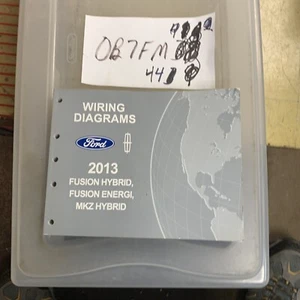 OB7FM
44
WIRING
DIAGRAMS
Ford
2013
FUSION HYBRID,
FUSION ENERGI,
MKZ HYBRID